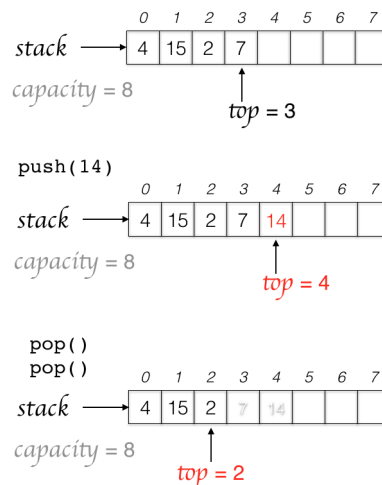 0 1 2 3 4 5 6 7
stack 4 15 2 7
capacity = 8
top = 3
push(14)
0 1 2 3 4 5 6 7
stack 4 15 2 7 14
capacity = 8
top = 4
pop()
pop()
0 1 2 3 4 5 6 7
stack 4 15 2 7 14
capacity = 8
top = 2